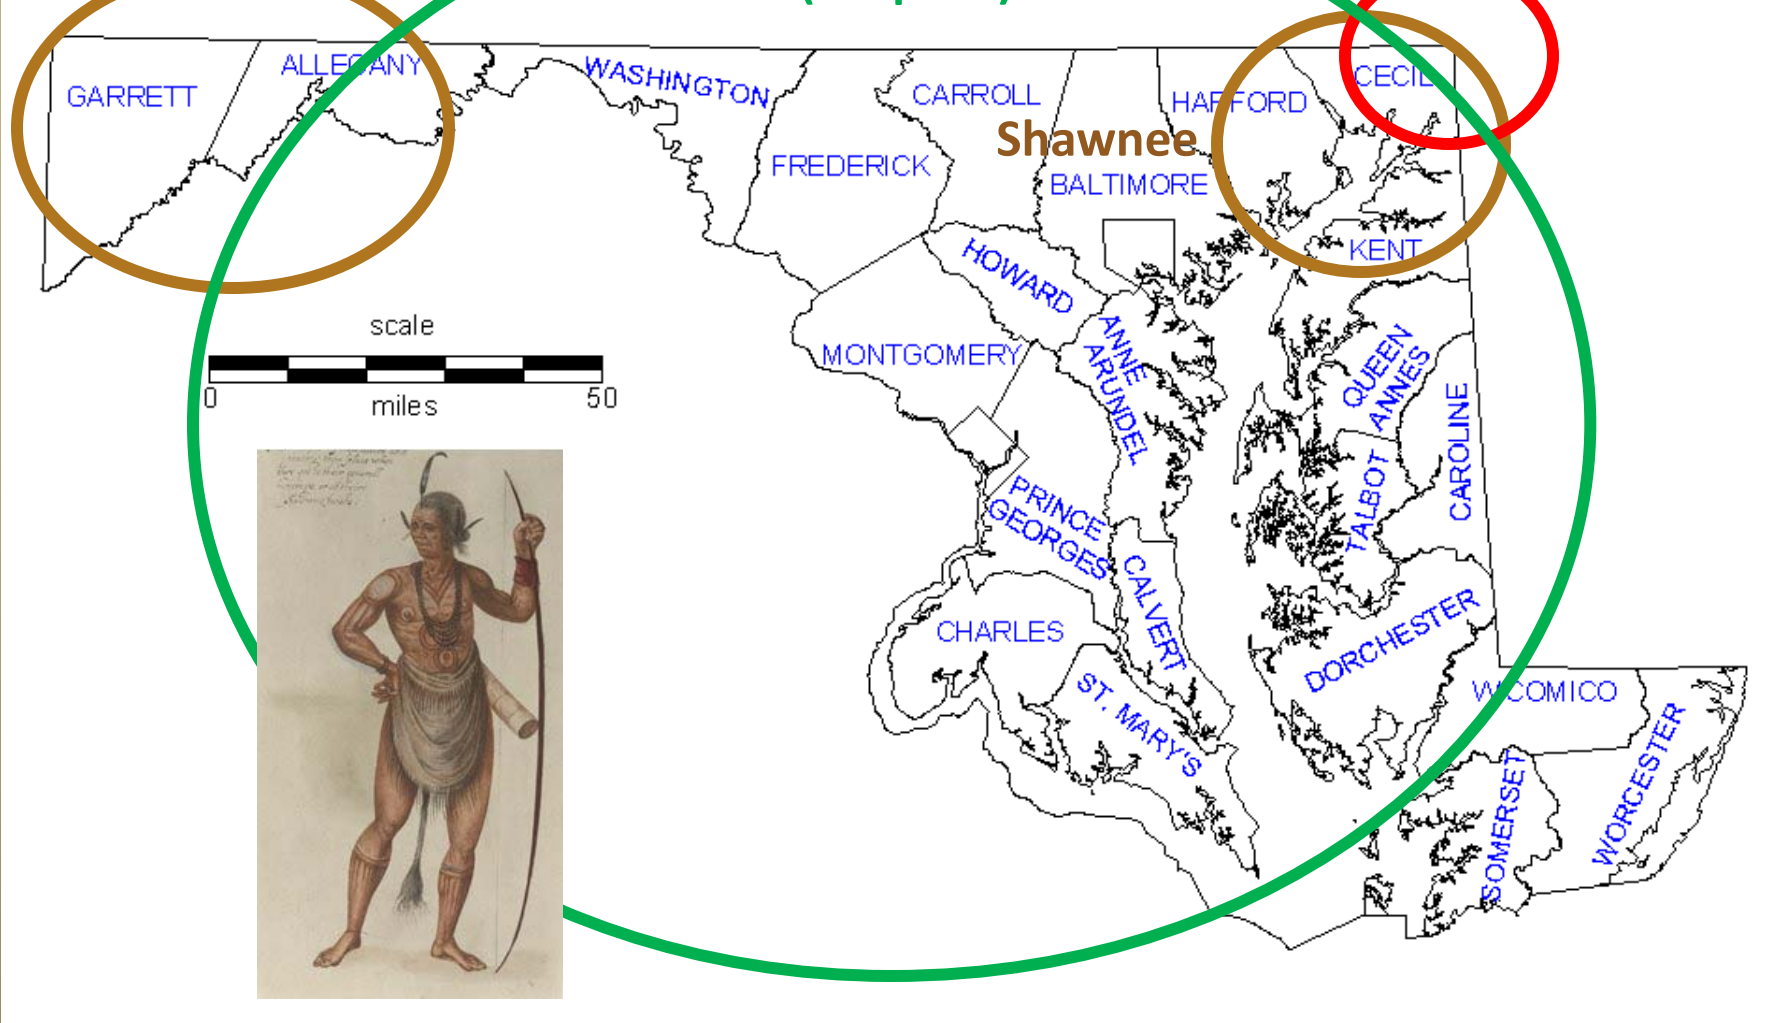 ALLEGANY
GARRETT
WASHINGTON
CARROLL
HARFORD
CECIL
Shawnee
FREDERICK
BALTIMORE
HOWARD
KENT
scale
0
50
miles
MONTGOMERY
ANNE
ARUNDEL
QUEEN
ANNES
CAROLINE
TALBOT
PRINCE
GEORGES
CALVERT
CHARLES
DORCHESTER
ST. MARY'S
WICOMICO
WORCESTER
SOMERSET